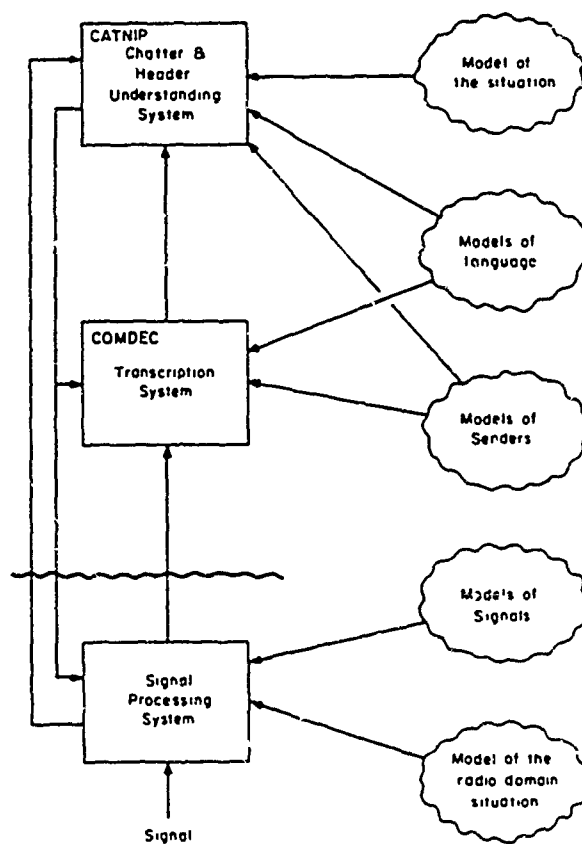 CATNIP
Chatter &
Header
Understanding
System
Model of
the situation
Models of
language
COMDEC
Transcription
System
Models of
Senders
Models of
Signals
Signal
Processing
System
Model of the
radio domain
situation
Signal